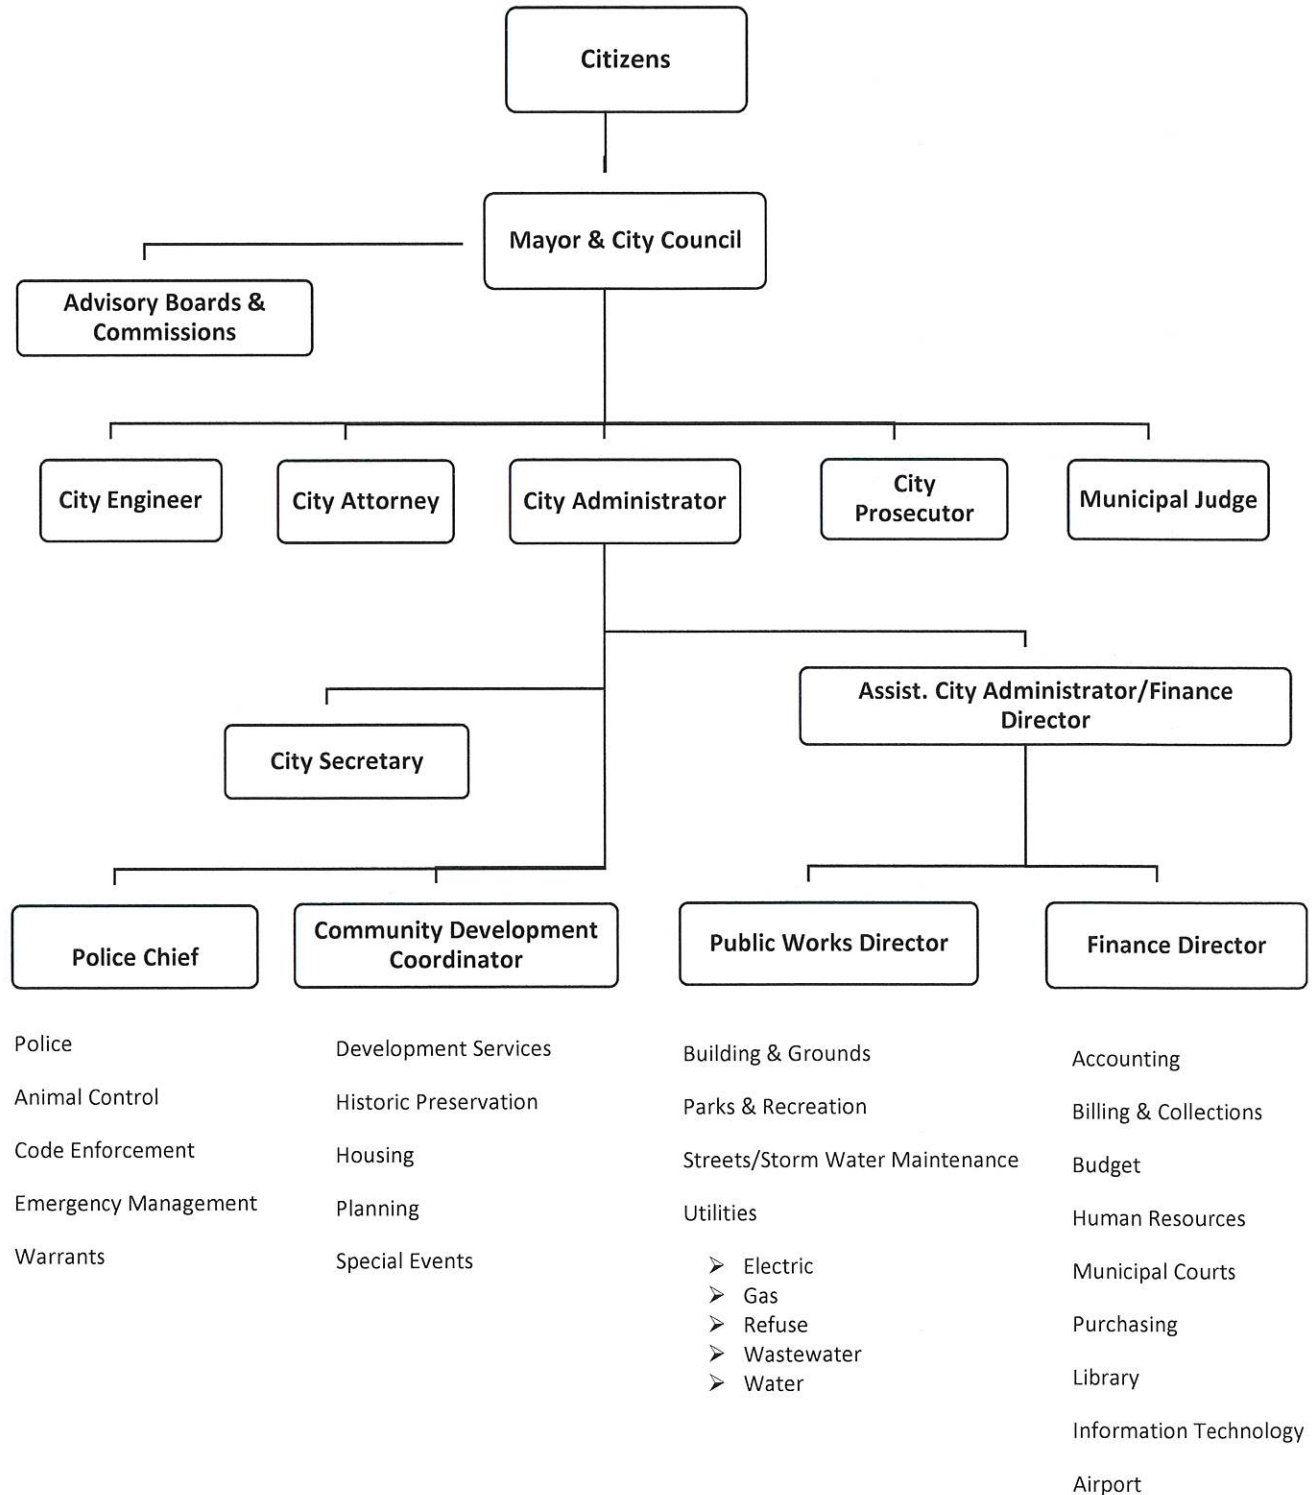 Citizens
Mayor & City Council
Advisory Boards &
Commissions
City Engineer
City Attorney
City Administrator
City
Prosecutor
Municipal Judge
Assist. City Administrator/Finance
Director
City Secretary
Police Chief
Community Development
Coordinator
Public Works Director
Finance Director
Police
Animal Control
Code Enforcement
Emergency Management
Warrants
Development Services
Historic Preservation
Housing
Planning
Special Events
Building & Grounds
Parks & Recreation
Streets/Storm Water Maintenance
Utilities
➢ Electric
➢ Gas
➢ Refuse
➢ Wastewater
➢ Water
Accounting
Billing & Collections
Budget
Human Resources
Municipal Courts
Purchasing
Library
Information Technology
Airport